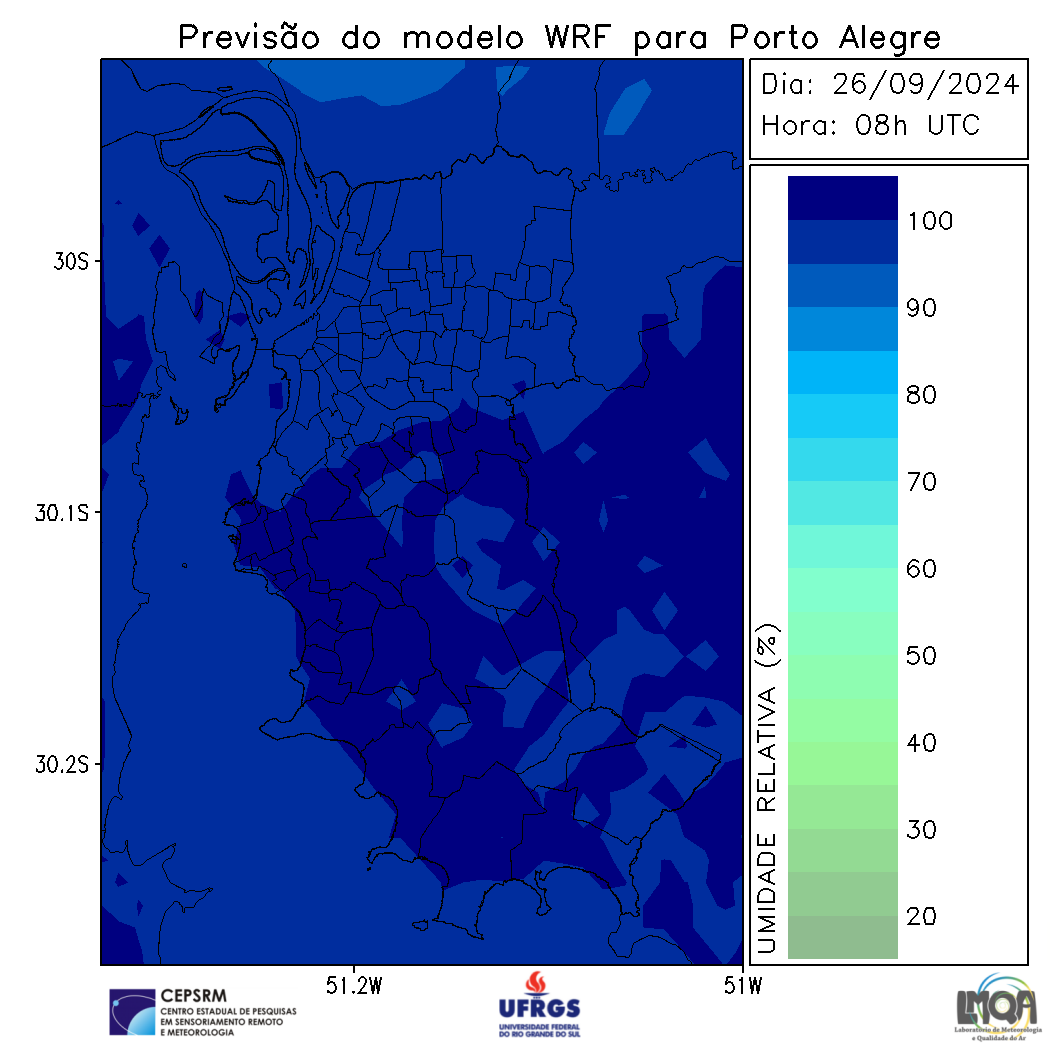 Previsão do modelo WRF para Porto Alegre
Dia: 26/09/2024
Hora: 08h UTC
30S
30.1S
30.2S
51.2W
51W
100
90
80
70
60
50
40
30
20
UMIDADE RELATIVA (%)
CEPSRM
CENTRO ESTADUAL DE PESQUISAS
EM SENSORIAMENTO REMOTO
E METEOROLOGIA
UFRGS
UNIVERSIDADE FEDERAL
DO RIO GRANDE DO SUL
LMQA
Laboratório de Meteorologia
e Qualidade do Ar